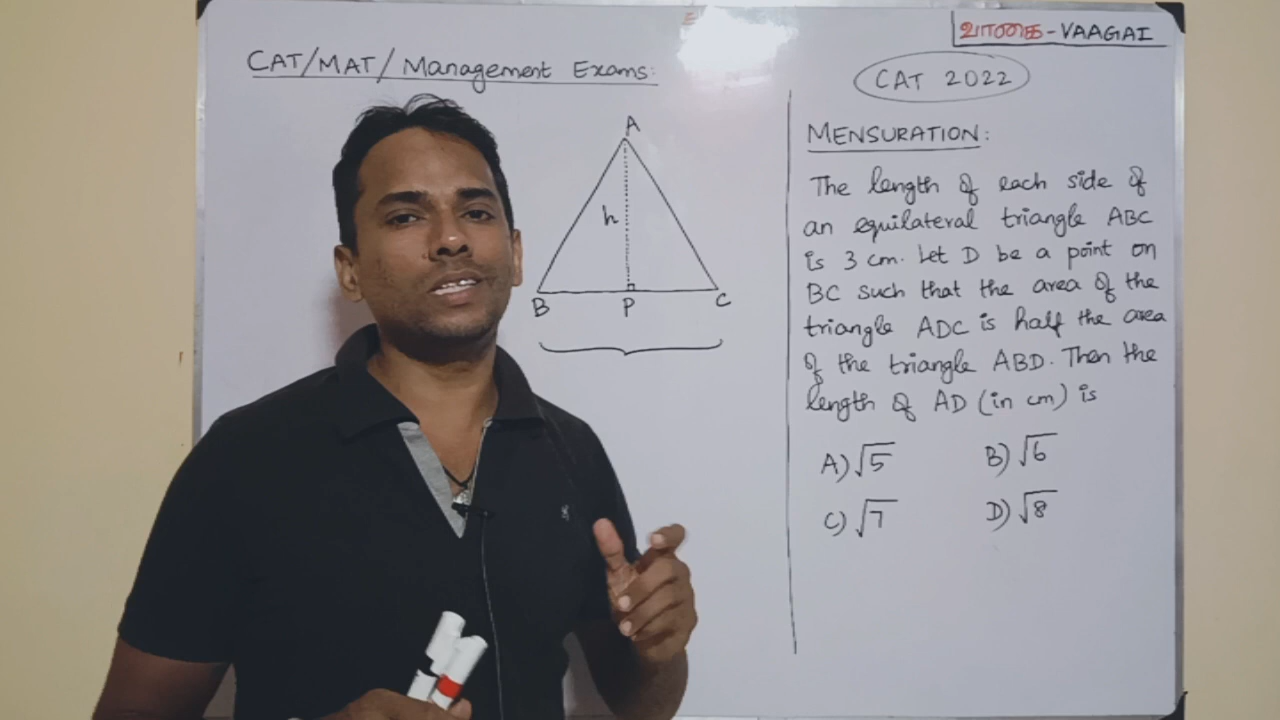 வாகை - VAAGAI
CAT/MAT/Management Exams:
CAT 2022
A
h
B
P
C
MENSURATION:
The length of each side of
an equilateral triangle ABC
is 3 cm. Let D be a point on
BC such that the area of the
triangle ADC is half the area
of the triangle ABD. Then the
length of AD (in cm) is
A) √5
B) √6
C) √7
D) √8